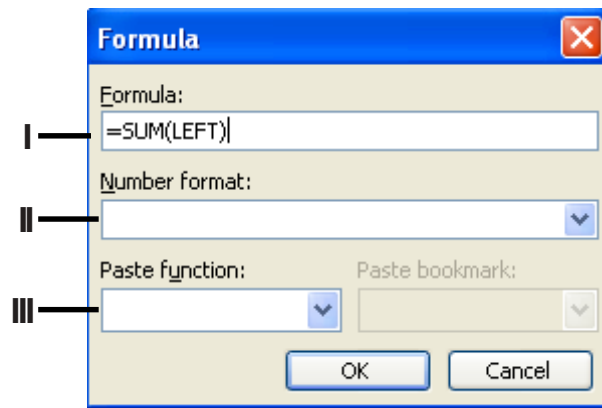 Formula
Formula:
I
=SUM(LEFT)
Number format:
II
Paste function: Paste bookmark:
III
OK Cancel